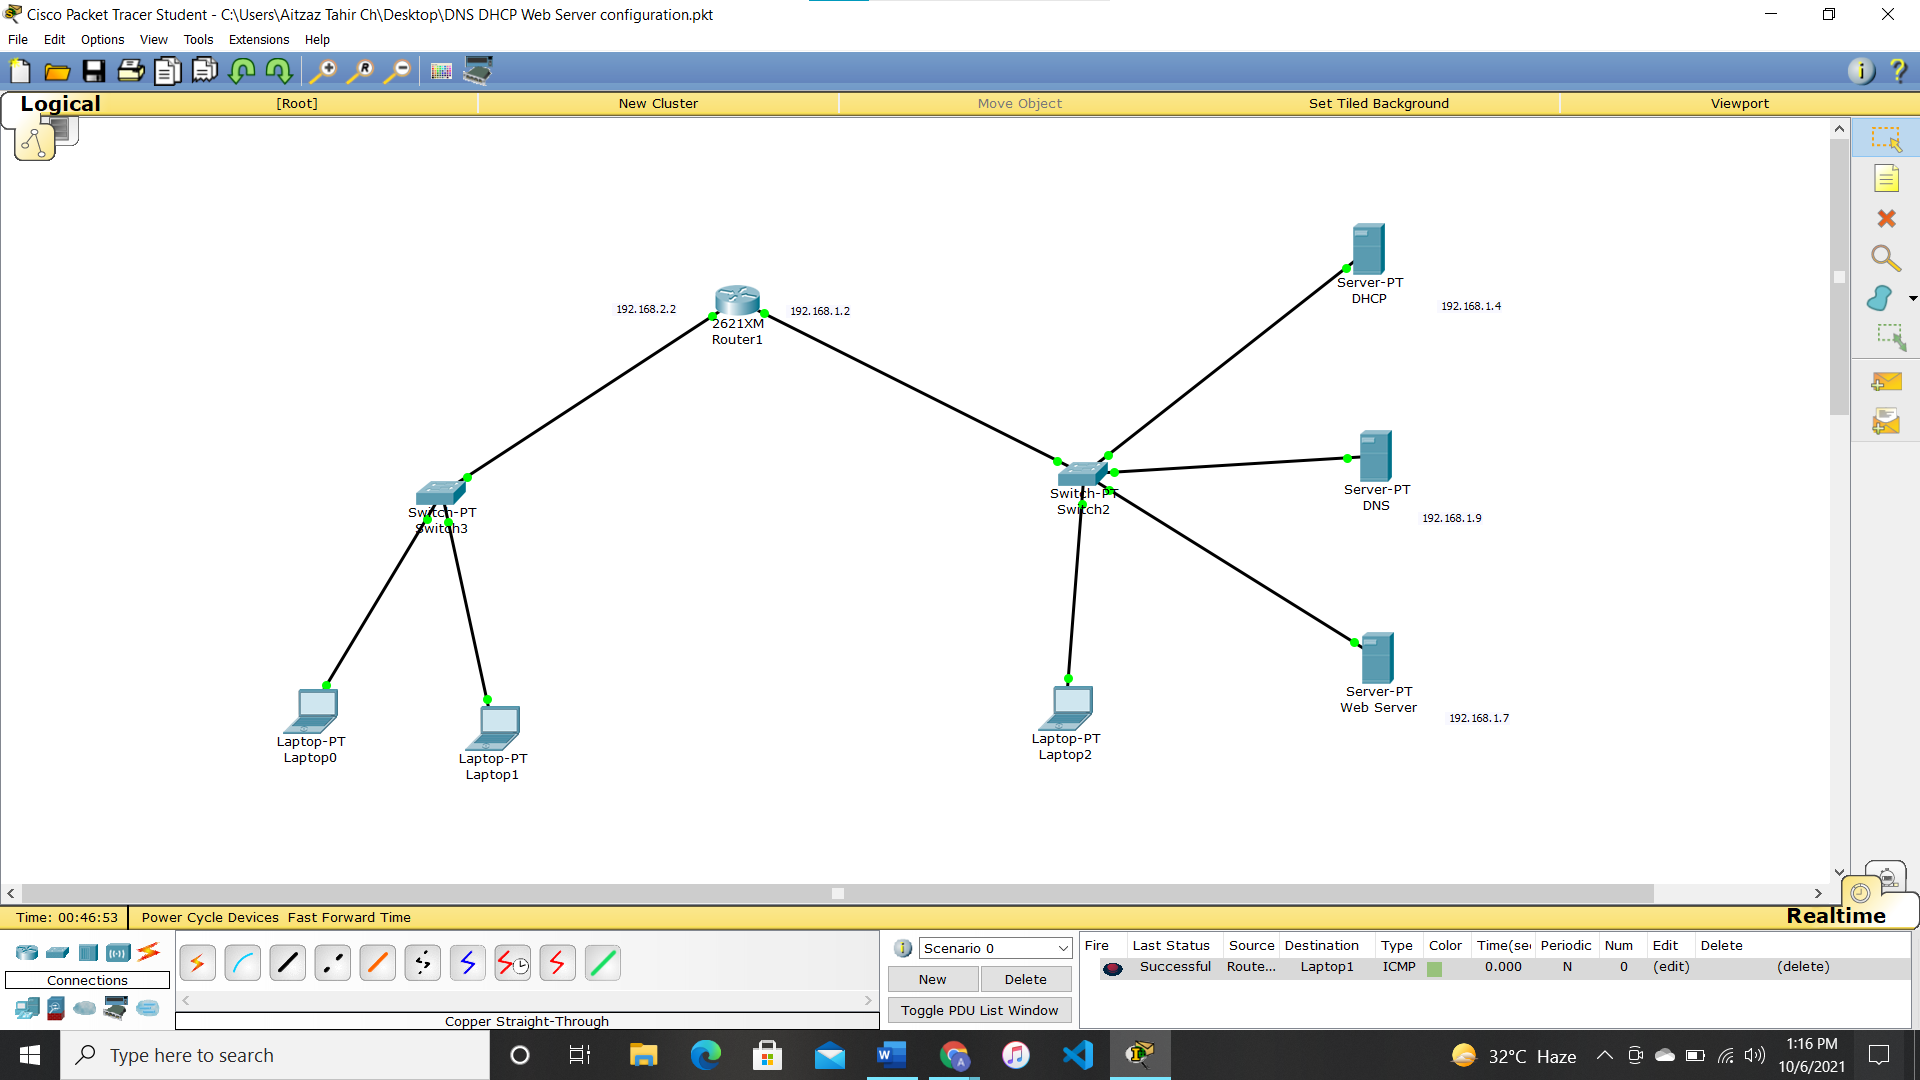 Cisco Packet Tracer Student - C:\Users\Aitzaz Tahir Ch\Desktop\DNS DHCP Web Server configuration.pkt
File Edit Options View Tools Extensions Help
Logical [Root] New Cluster Move Object Set Tiled Background Viewport
Server-PT
DHCP
192.168.1.4
192.168.2.2
192.168.1.2
2621XM
Router1
Server-PT
DNS
192.168.1.9
Switch-PT
Switch2
Switch-PT
Switch3
Server-PT
Web Server
192.168.1.7
Laptop-PT
Laptop0
Laptop-PT
Laptop1
Laptop-PT
Laptop2
Time: 00:46:53 Power Cycle Devices Fast Forward Time Realtime
Connections
Copper Straight-Through
Scenario 0
New Delete
Toggle PDU List Window
Fire Last Status Source Destination Type Color Time(sec Periodic Num Edit Delete
Successful Route... Laptop1 ICMP 0.000 N 0 (edit) (delete)
Type here to search
32°C Haze
1:16 PM
10/6/2021